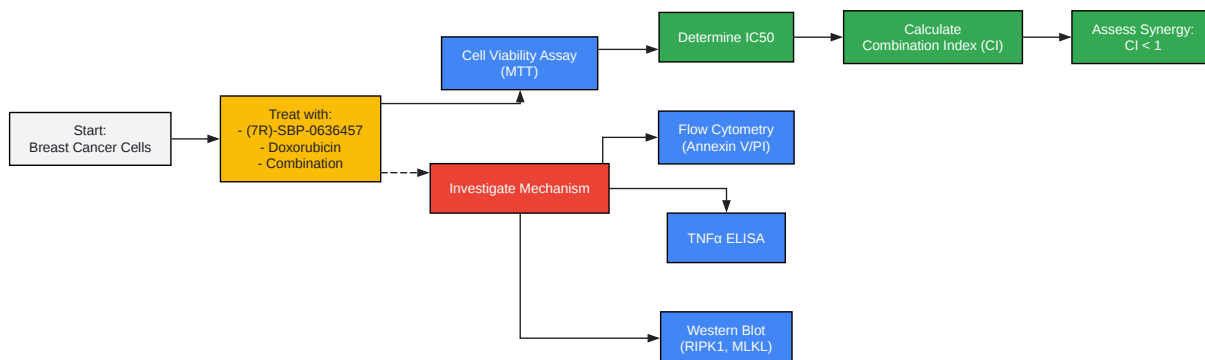 Start:
Breast Cancer Cells
Treat with:
- (7R)-SBP-0636457
- Doxorubicin
- Combination
Cell Viability Assay
(MTT)
Determine IC50
Calculate
Combination Index (CI)
Assess Synergy:
CI < 1
Investigate Mechanism
Flow Cytometry
(Annexin V/PI)
TNFα ELISA
Western Blot
(RIPK1, MLKL)